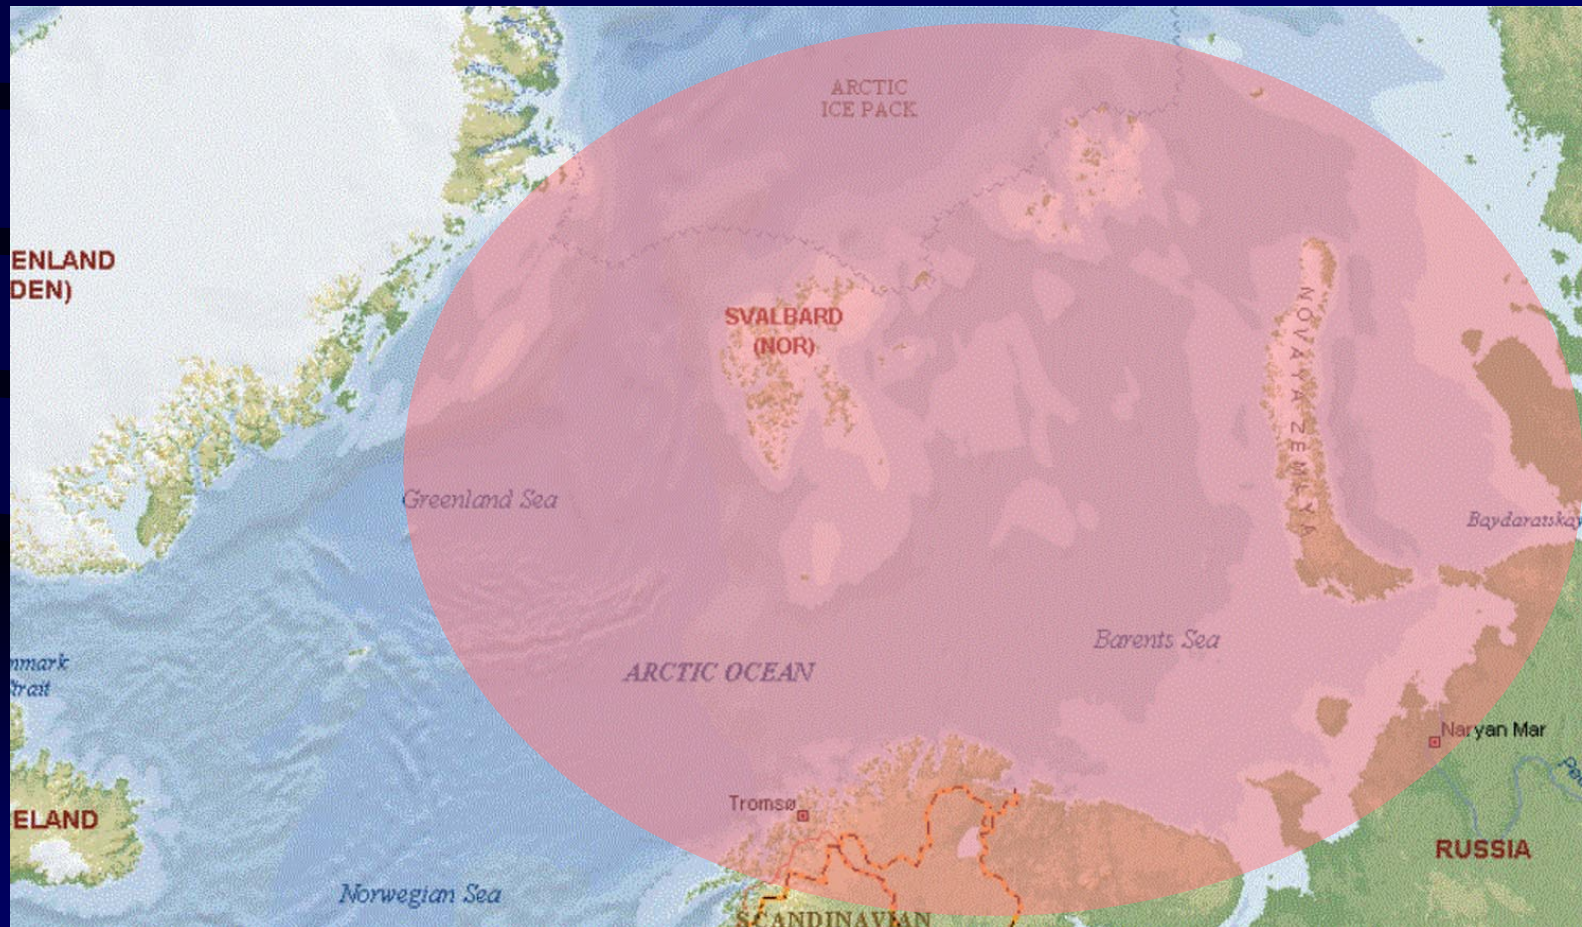 ARCTIC
ICE PACK
ENLAND
DEN)
SVALBARD
(NOR)
NOVAYA ZEMLYA
Greenland Sea
Baydaratskay
Barents Sea
nmark
trait
ARCTIC OCEAN
Naryan Mar
Pec
Tromsø
ELAND
RUSSIA
Norwegian Sea
SCANDINAVIAN